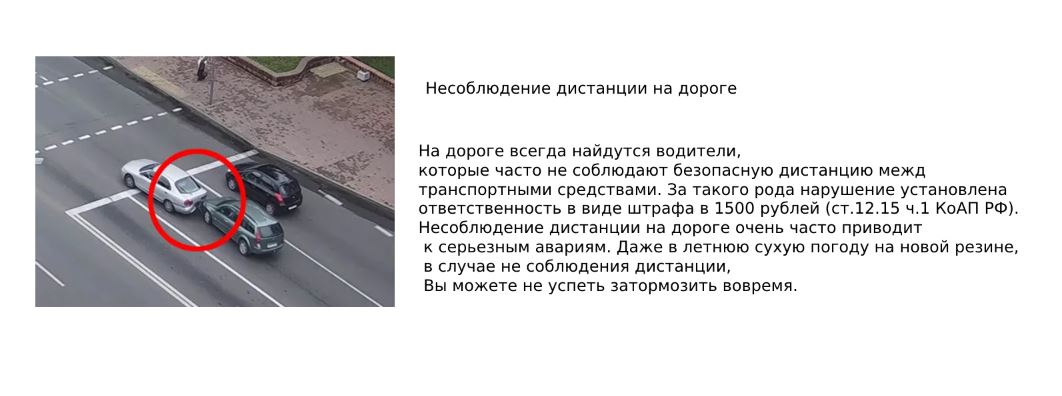 Несоблюдение дистанции на дороге
На дороге всегда найдутся водители,
которые часто не соблюдают безопасную дистанцию межд
транспортными средствами. За такого рода нарушение установлена
ответственность в виде штрафа в 1500 рублей (ст.12.15 ч.1 КоАП РФ).
Несоблюдение дистанции на дороге очень часто приводит
к серьезным авариям. Даже в летнюю сухую погоду на новой резине,
в случае не соблюдения дистанции,
Вы можете не успеть затормозить вовремя.